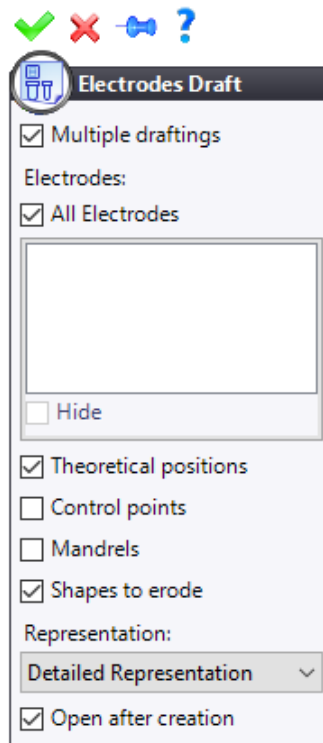 Electrodes Draft
Multiple draftings
Electrodes:
All Electrodes
Hide
Theoretical positions
Control points
Mandrels
Shapes to erode
Representation:
Detailed Representation
Open after creation